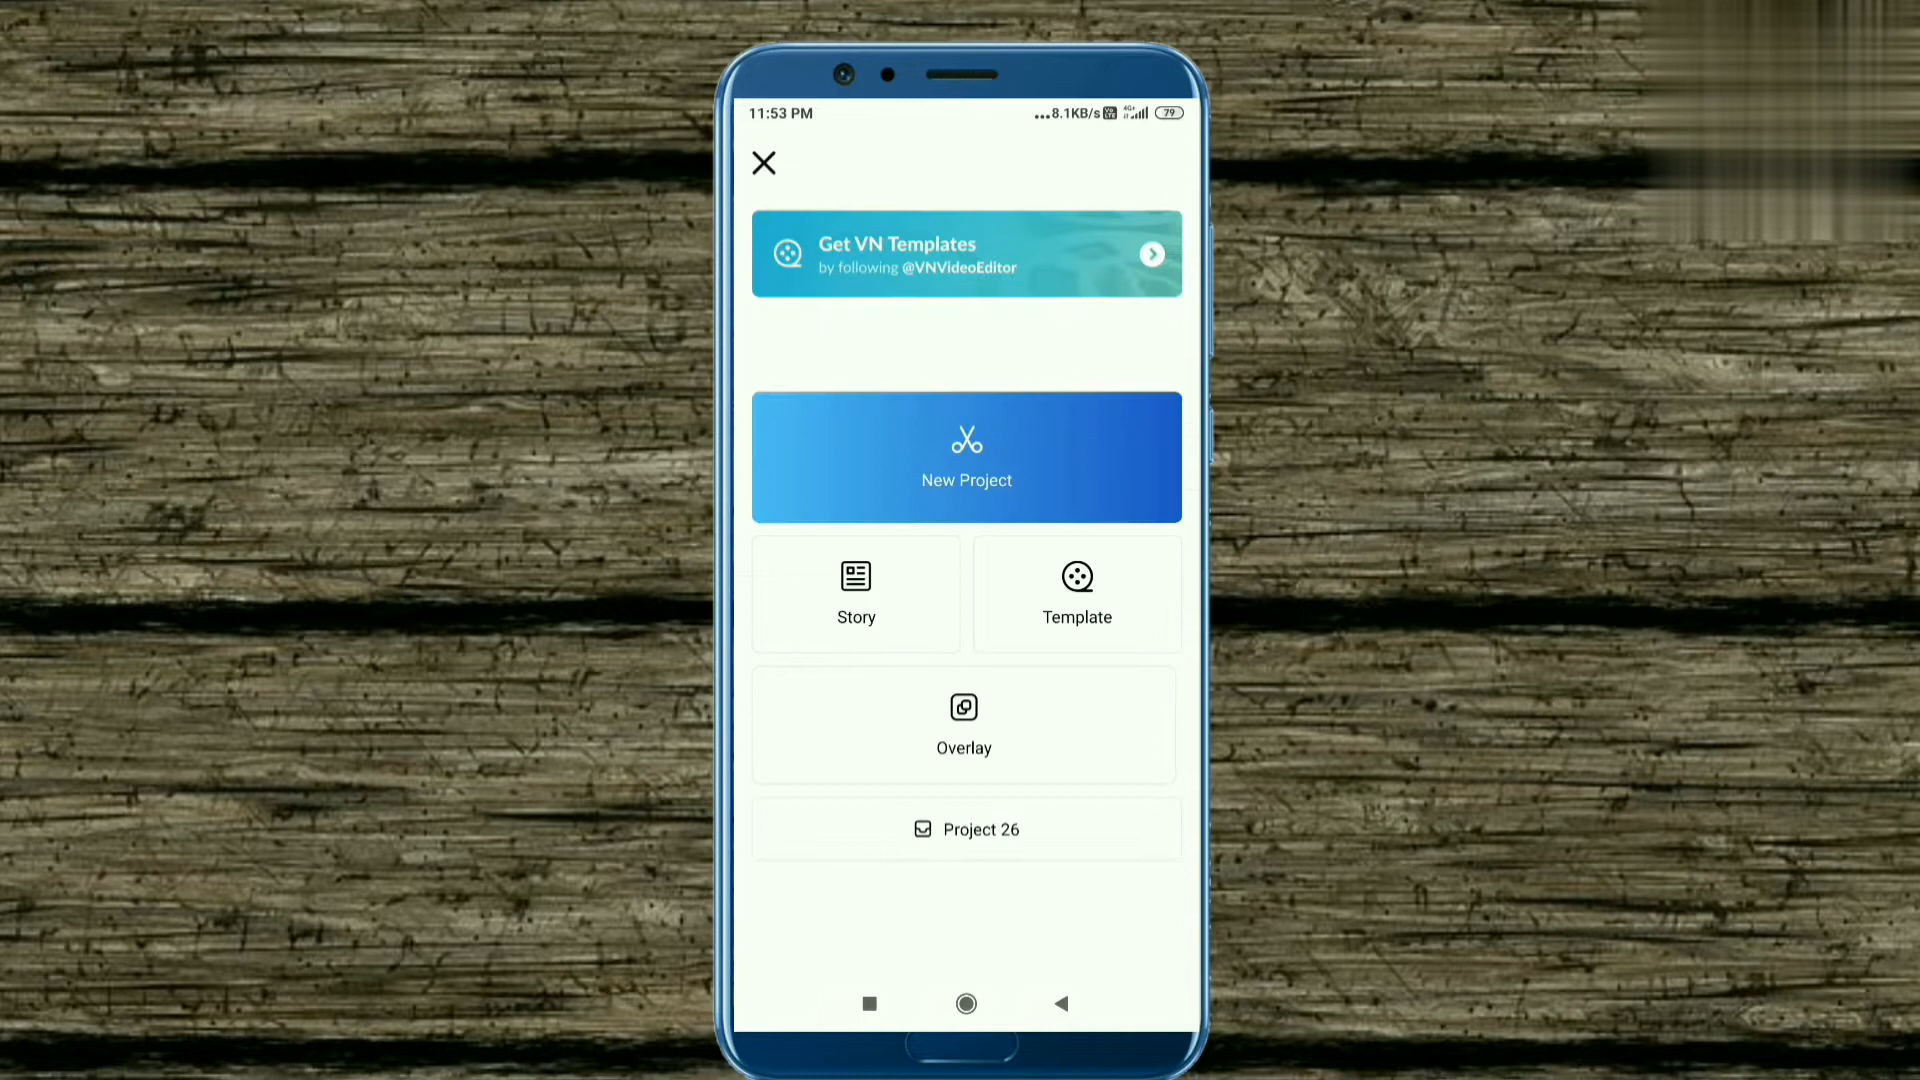 11:53 PM
...8.1KB/s
4G+
79
Get VN Templates
by following @VNVideoEditor
New Project
Story
Template
Overlay
Project 26